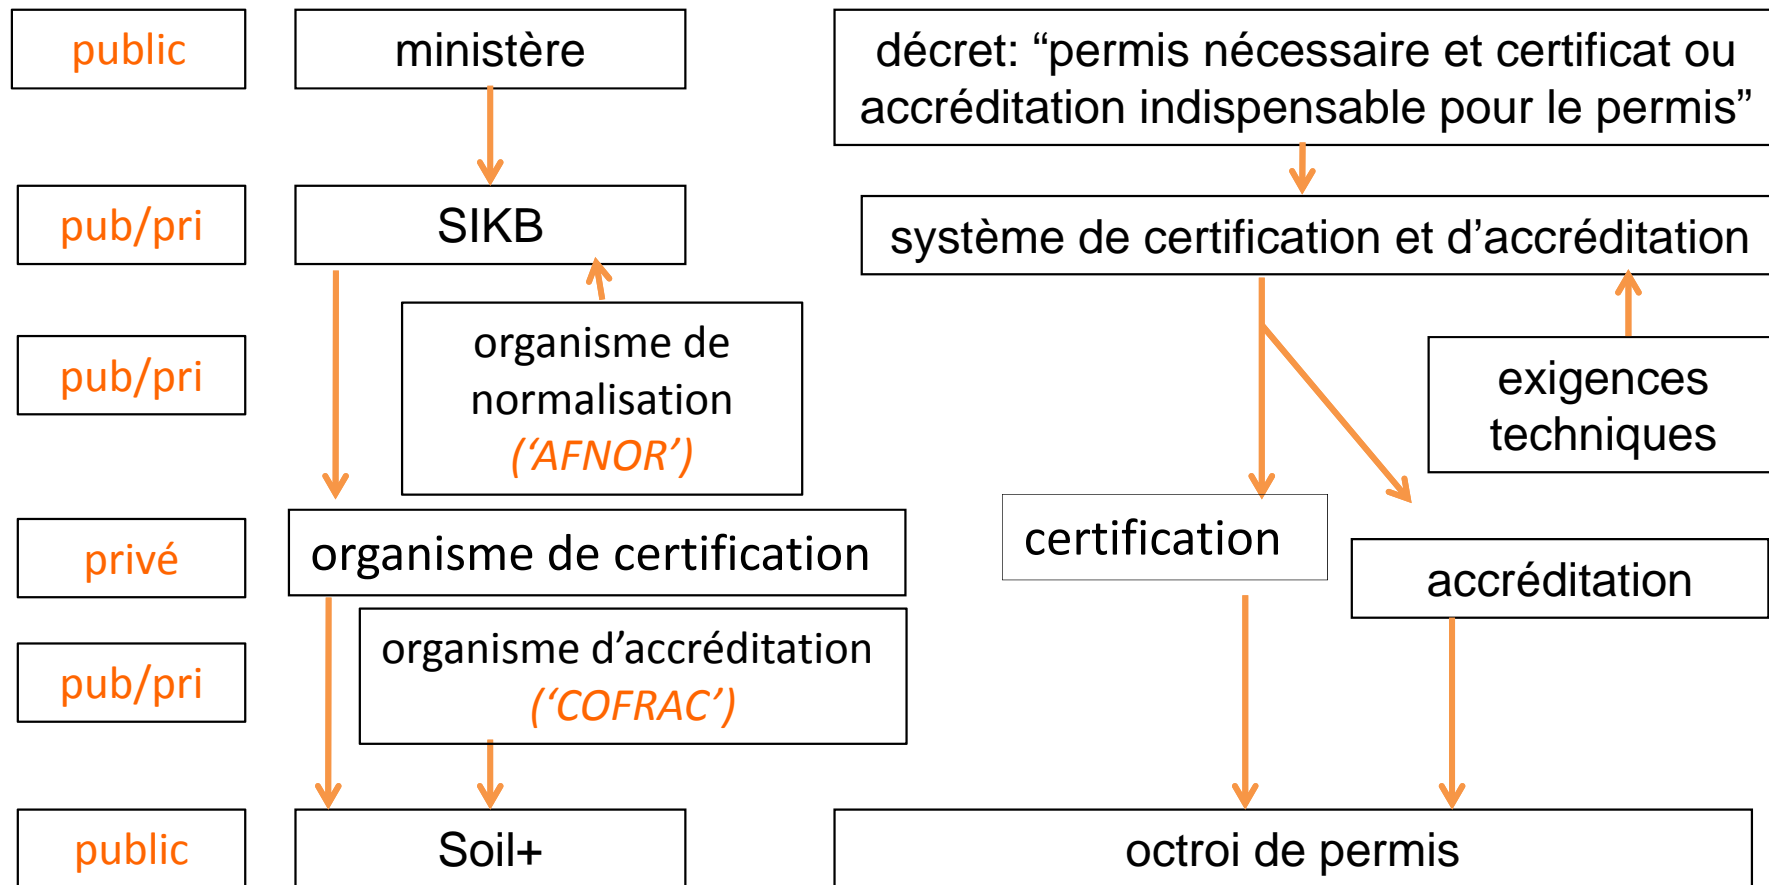 public
ministère
décret: “permis nécessaire et certificat ou
accréditation indispensable pour le permis”
pub/pri
SIKB
système de certification et d’accréditation
pub/pri
organisme de
normalisation
(‘AFNOR’)
exigences
techniques
privé
organisme de certification
certification
accréditation
pub/pri
organisme d’accréditation
(‘COFRAC’)
public
Soil+
octroi de permis